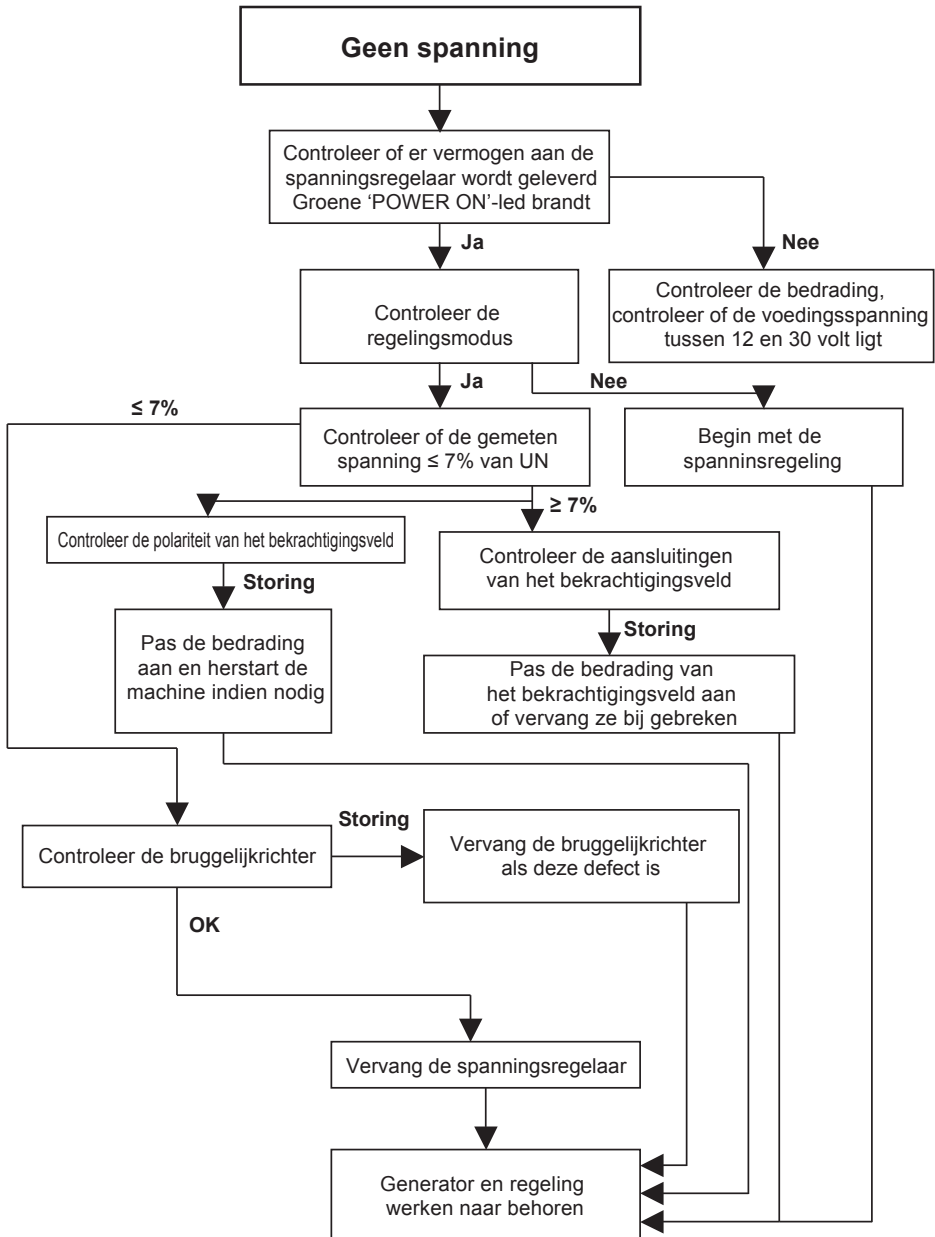 Geen spanning
Controleer of er vermogen aan de
spanningsregelaar wordt geleverd
Groene ‘POWER ON’-led brandt
Ja
Nee
Controleer de
regelingsmodus
Controleer de bedrading,
controleer of de voedingsspanning
tussen 12 en 30 volt ligt
Ja
Nee
≤ 7%
Controleer of de gemeten
spanning ≤ 7% van UN
Begin met de
spanninsregeling
≥ 7%
Controleer de polariteit van het bekrachtigingsveld
Controleer de aansluitingen
van het bekrachtigingsveld
Storing
Storing
Pas de bedrading
aan en herstart de
machine indien nodig
Pas de bedrading van
het bekrachtigingsveld aan
of vervang ze bij gebreken
Controleer de bruggelijkrichter
Storing
Vervang de bruggelijkrichter
als deze defect is
OK
Vervang de spanningsregelaar
Generator en regeling
werken naar behoren